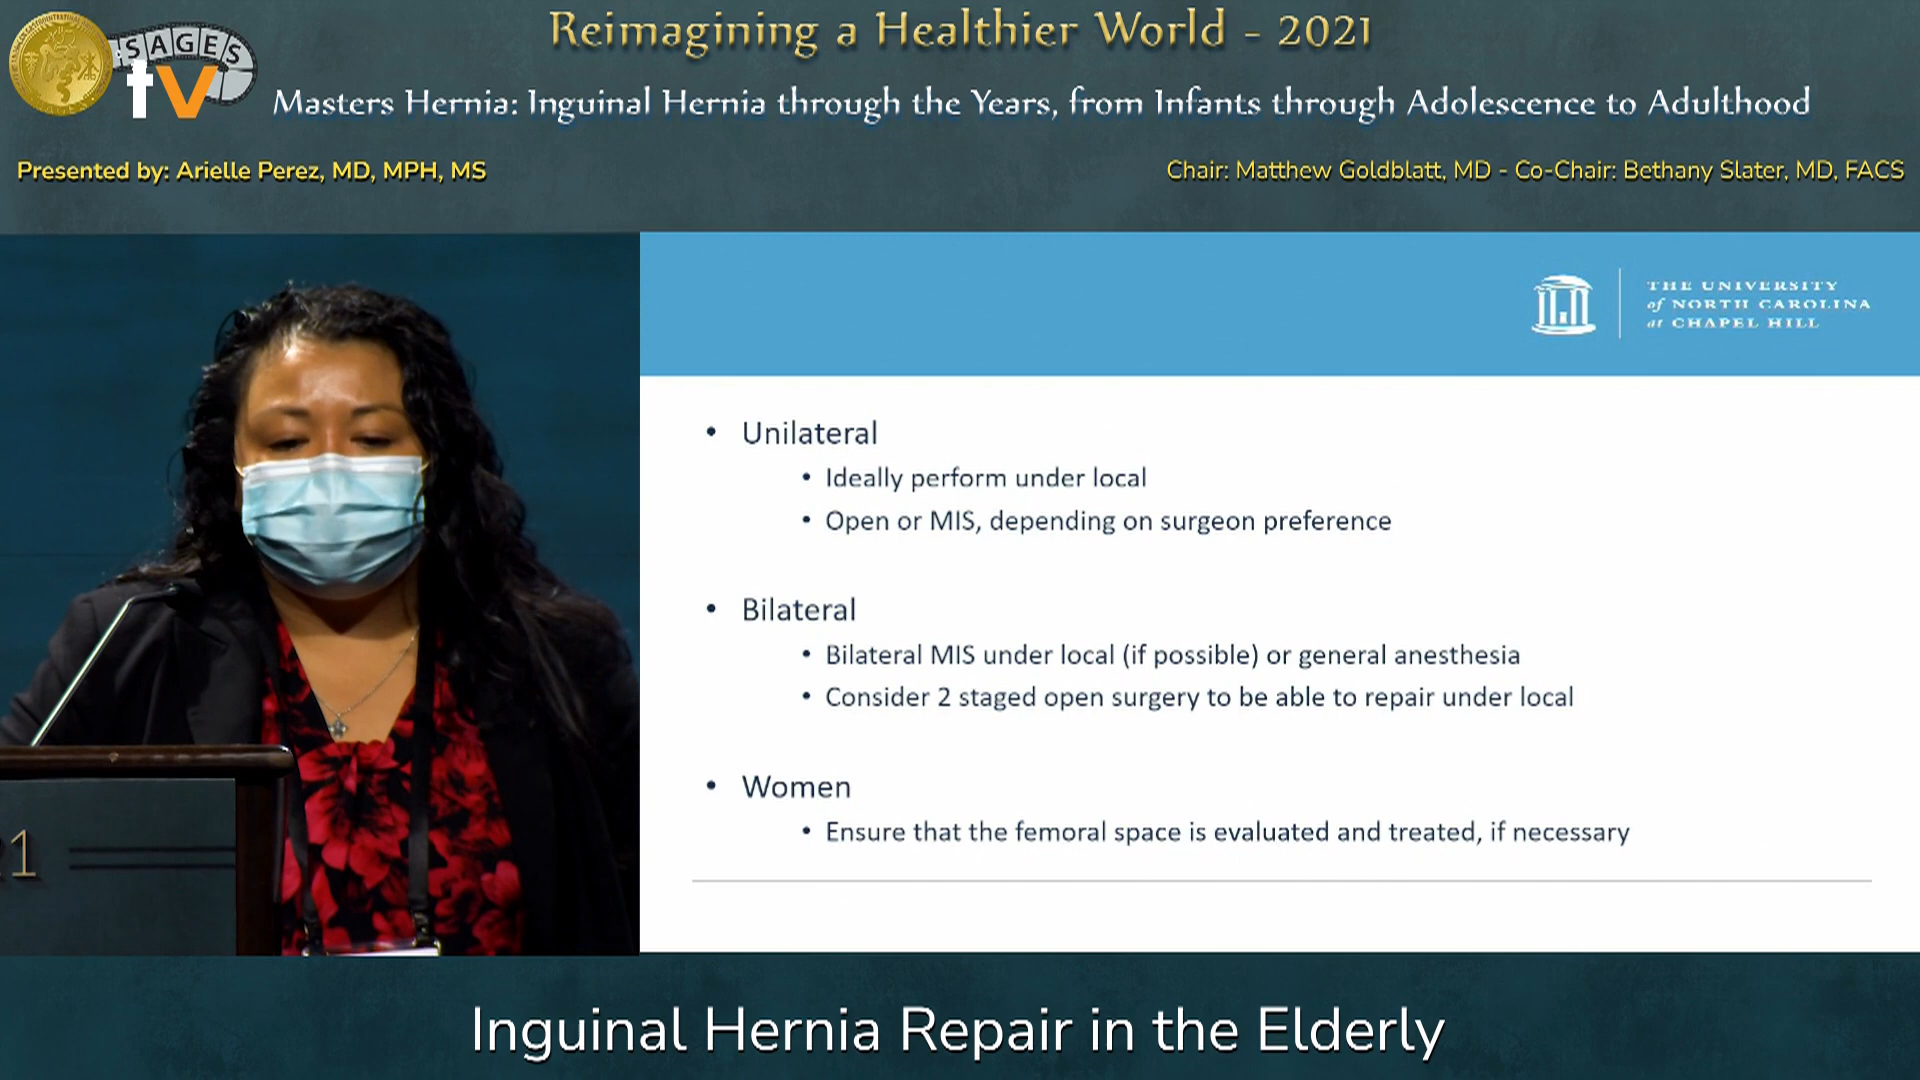 Reimagining a Healthier World - 2021
SAGES
tv
Masters Hernia: Inguinal Hernia through the Years, from Infants through Adolescence to Adulthood
Presented by: Arielle Perez, MD, MPH, MS
Chair: Matthew Goldblatt, MD - Co-Chair: Bethany Slater, MD, FACS
THE UNIVERSITY
of NORTH CAROLINA
at CHAPEL HILL
• Unilateral
• Ideally perform under local
• Open or MIS, depending on surgeon preference
• Bilateral
• Bilateral MIS under local (if possible) or general anesthesia
• Consider 2 staged open surgery to be able to repair under local
• Women
• Ensure that the femoral space is evaluated and treated, if necessary
Inguinal Hernia Repair in the Elderly